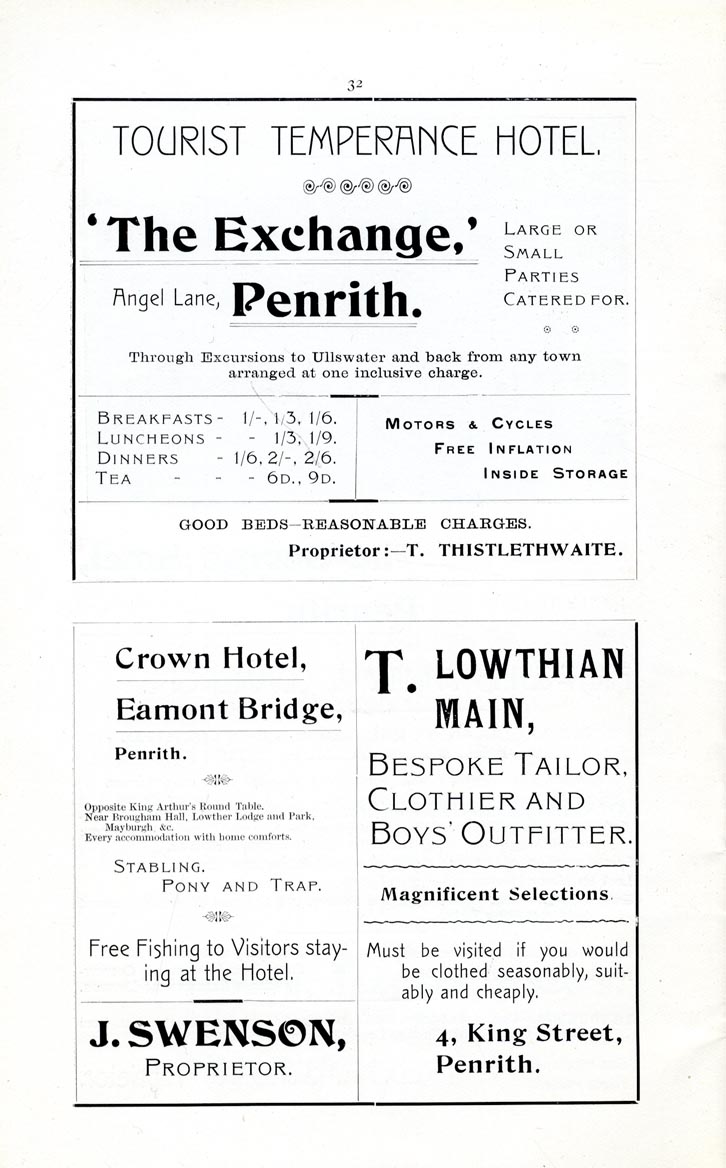 32
TOURIST TEMPERANCE HOTEL.
‘The Exchange,’
Angel Lane, Penrith.
LARGE OR
SMALL
PARTIES
CATERED FOR.
Through Excursions to Ullswater and back from any town
arranged at one inclusive charge.
BREAKFASTS - 1/-, 1/3, 1/6.
LUNCHEONS - - 1/3, 1/9.
DINNERS - 1/6, 2/-, 2/6.
TEA - - - 6D., 9D.
MOTORS & CYCLES
FREE INFLATION
INSIDE STORAGE
GOOD BEDS—REASONABLE CHARGES.
Proprietor:—T. THISTLETHWAITE.
Crown Hotel,
Eamont Bridge,
Penrith.
Opposite King Arthur's Round Table.
Near Brougham Hall, Lowther Lodge and Park,
Mayburgh &c.
Every accommodation with home comforts.
STABLING.
PONY AND TRAP.
Free Fishing to Visitors stay-
ing at the Hotel.
J. SWENSON,
PROPRIETOR.
T. LOWTHIAN
MAIN,
BESPOKE TAILOR,
CLOTHIER AND
BOYS' OUTFITTER.
Magnificent Selections.
Must be visited if you would
be clothed seasonably, suit-
ably and cheaply.
4, King Street,
Penrith.